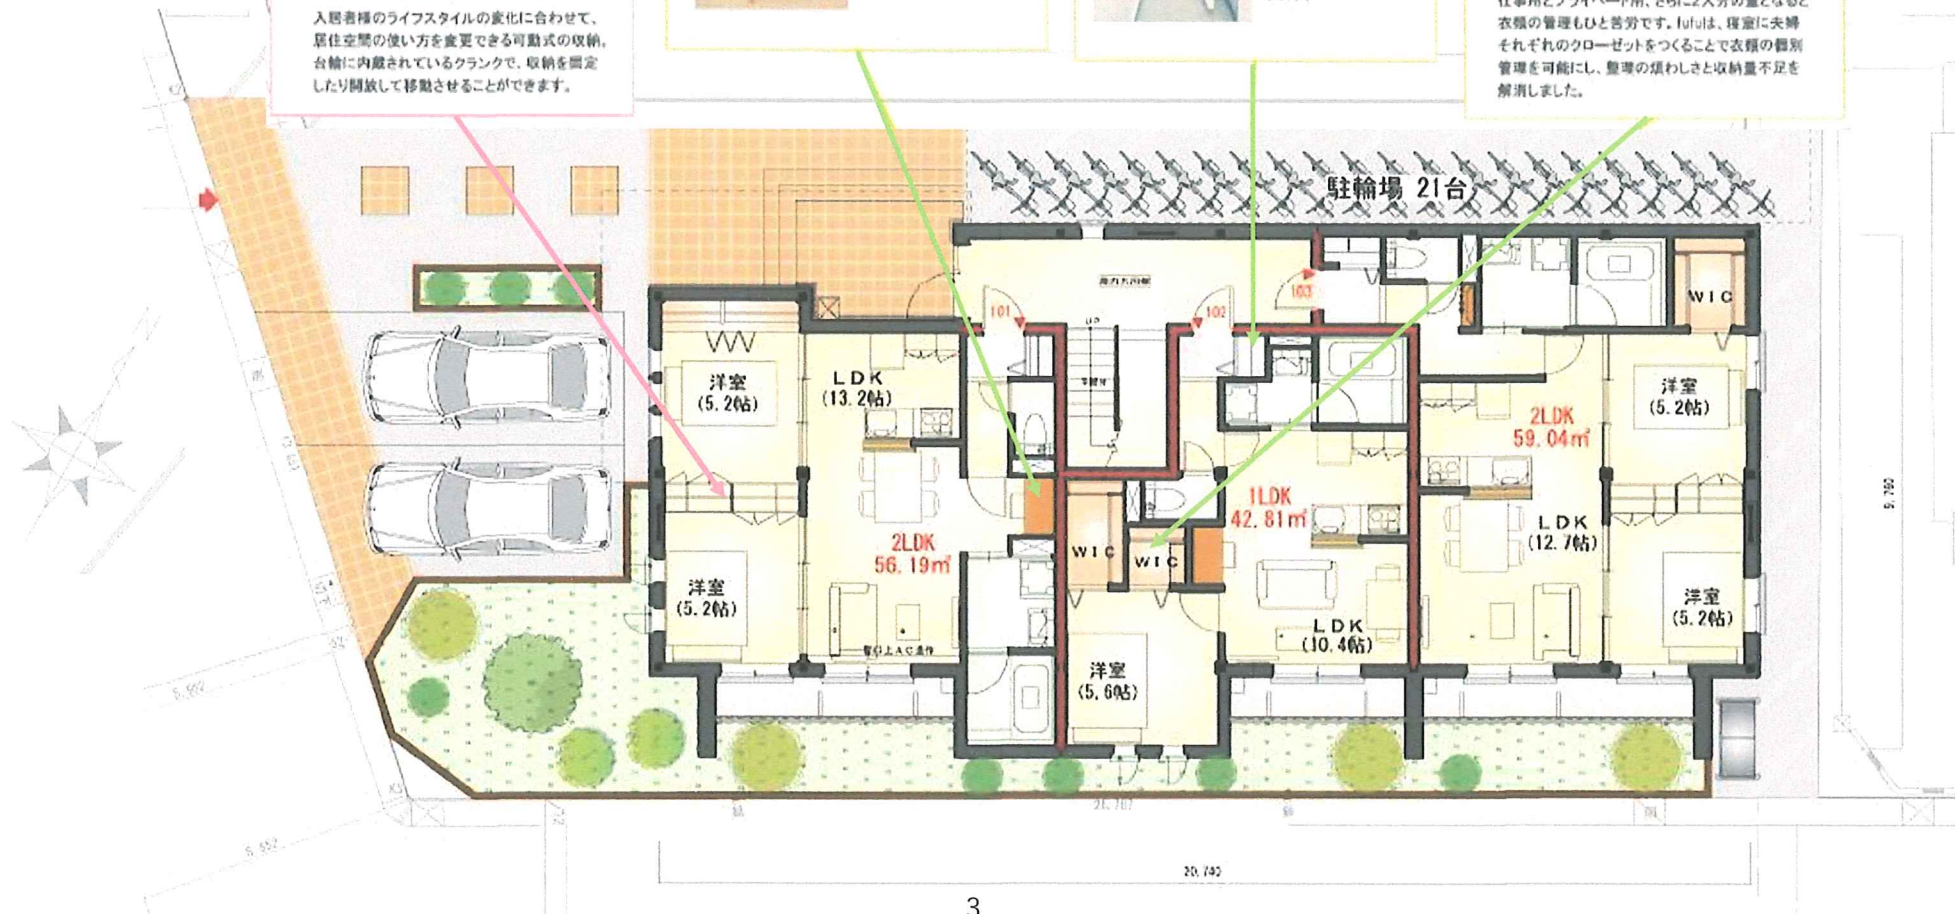 入居者様のライフスタイルの変化に合わせて、
居住空間の使い方を変更できる可動式の収納。
台輪に内蔵されているクランクで、収納を固定
したり開放して移動させることができます。
衣類の管理もひと苦労です。fufuは、寝室に夫婦
それぞれのクローゼットをつくることで衣類の個別
管理を可能にし、整理の煩わしさと収納量不足を
解消しました。
駐輪場 21台
101
102
103
WIC
洋室
(5.2帖)
LDK
(13.2帖)
2LDK
56.19㎡
洋室
(5.2帖)
UP
WIC
WIC
1LDK
42.81㎡
LDK
(10.4帖)
洋室
(5.6帖)
2LDK
59.04㎡
洋室
(5.2帖)
LDK
(12.7帖)
洋室
(5.2帖)
9,760
20,740
3